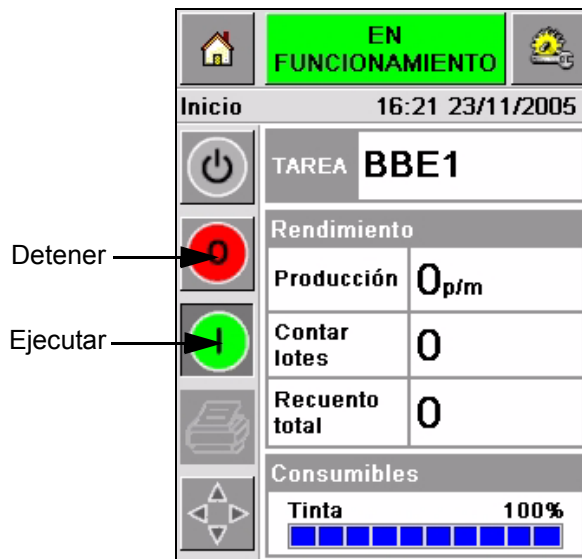 EN
FUNCIONAMIENTO
Inicio 16:21 23/11/2005
TAREA BBE1
Detener
O
Rendimiento
Producción 0p/m
Ejecutar
I
Contar
lotes 0
Recuento
total 0
Consumibles
Tinta 100%